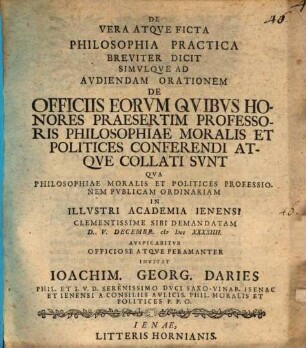 DE
VERA ATQVE FICTA
PHILOSOPHIA PRACTICA
BREVITER DICIT
SIMVLQVE AD
AVDIENDAM ORATIONEM
DE
OFFICIIS EORVM QVIBVS HO-
NORES PRAESERTIM PROFESSO-
RIS PHILOSOPHIAE MORALIS ET
POLITICES CONFERENDI AT-
QVE COLLATI SVNT
QVA
PHILOSOPHIAE MORALIS ET POLITICES PROFESSIO-
NEM PVBLICAM ORDINARIAM
IN
ILLVSTRI ACADEMIA IENENSI
CLEMENTISSIME SIBI DEMANDATAM
D. V. DECEMBR. cIɔ Iɔcc XXXXIIII.
AVSPICABITVR
OFFICIOSE ATQVE PERAMANTER
INVITAT
IOACHIM. GEORG. DARIES
PHIL. ET I. V. D. SERENISSIMO DVCI SAXO-VINAR. ISENAC.
ET IENENSI A CONSILIIS AVLICIS. PHIL. MORALIS ET
POLITICES P. P. O.
IENAE,
LITTERIS HORNIANIS.